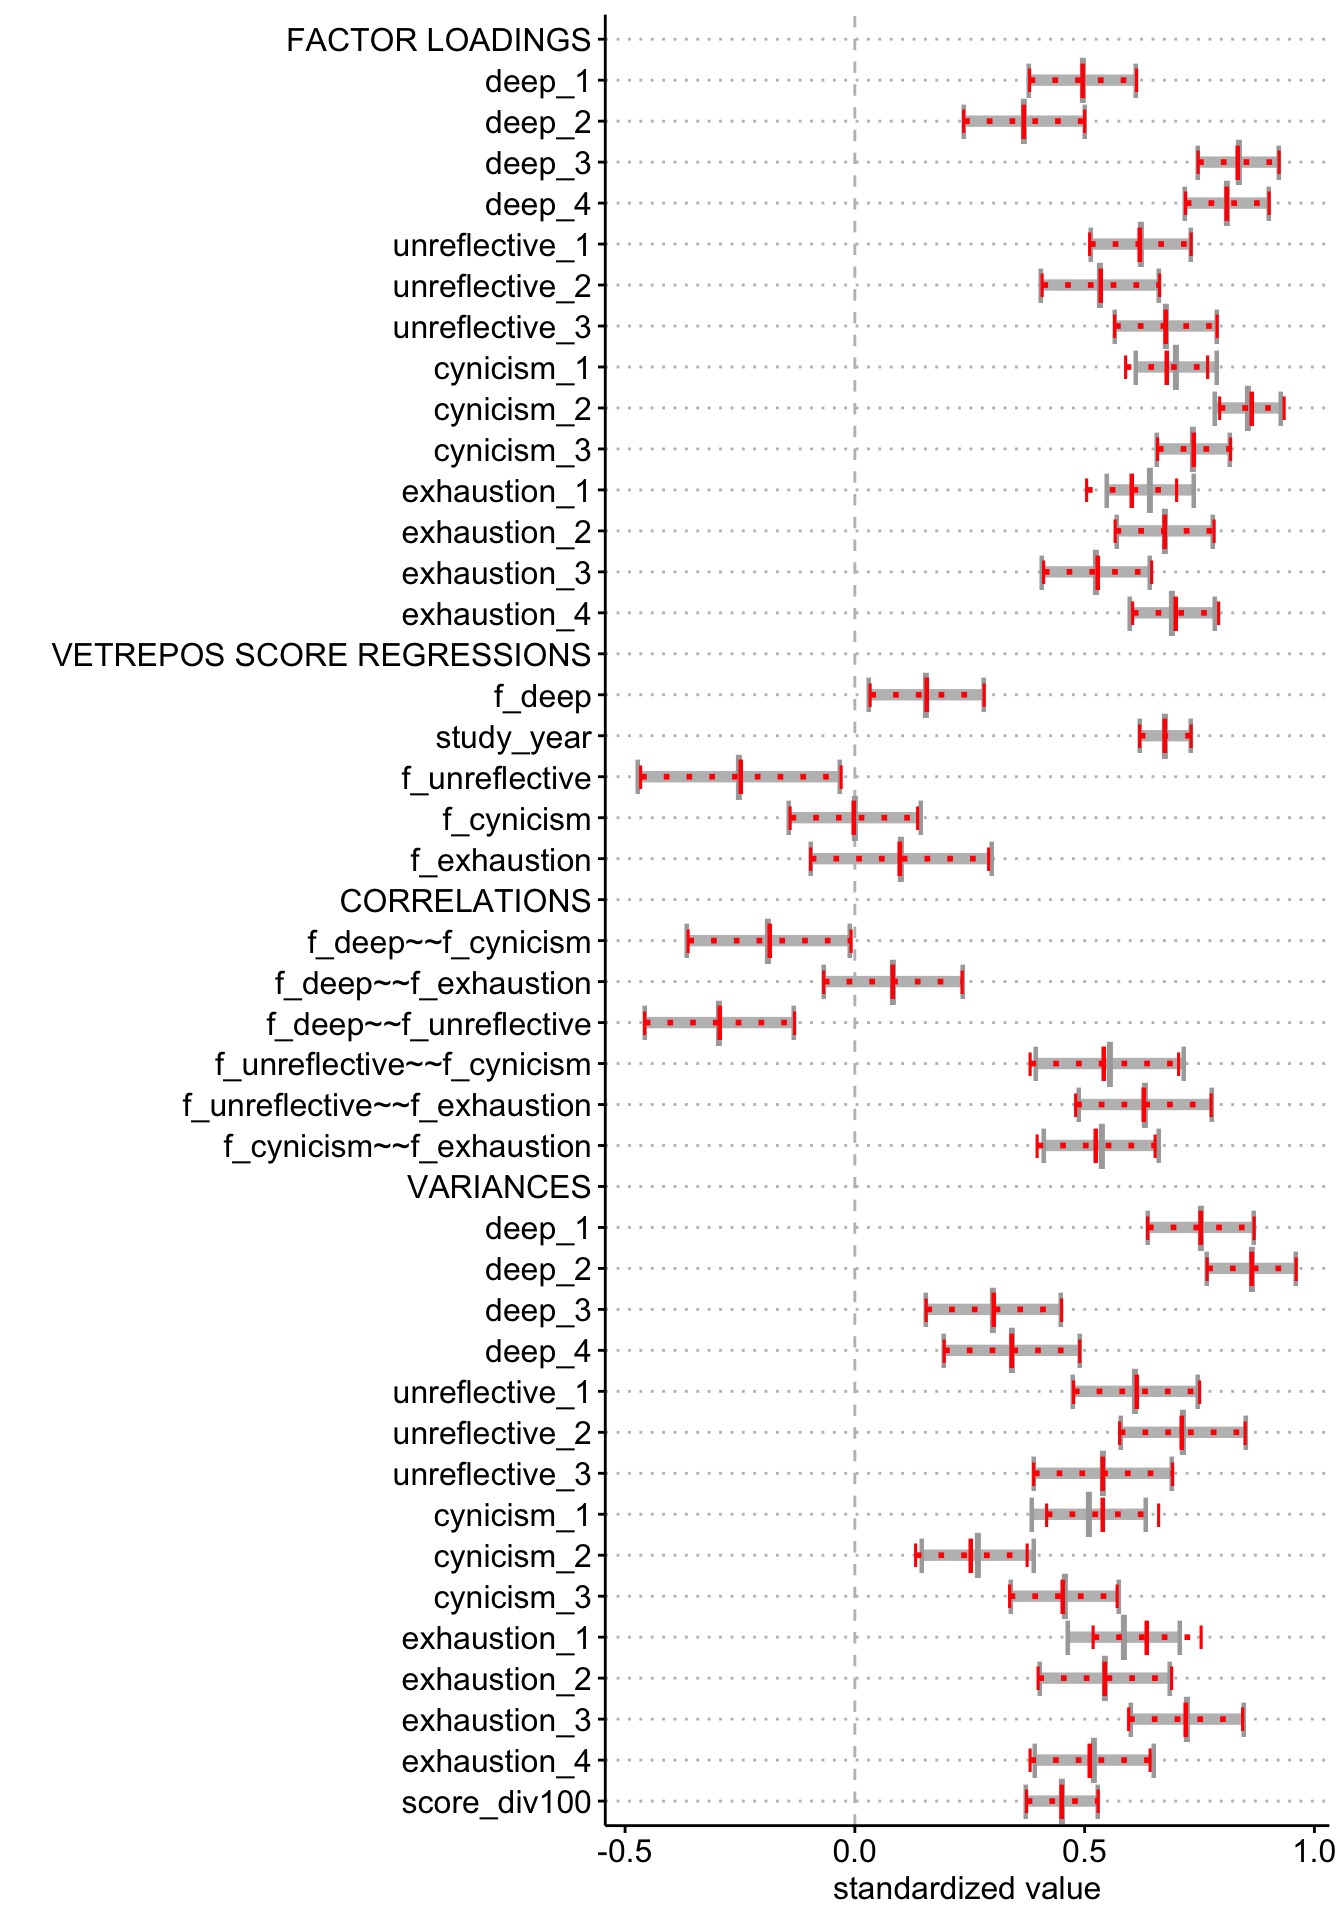 FACTOR LOADINGS
deep_1
deep_2
deep_3
deep_4
unreflective_1
unreflective_2
unreflective_3
cynicism_1
cynicism_2
cynicism_3
exhaustion_1
exhaustion_2
exhaustion_3
exhaustion_4
VETREPOS SCORE REGRESSIONS
f_deep
study_year
f_unreflective
f_cynicism
f_exhaustion
CORRELATIONS
f_deep~~f_cynicism
f_deep~~f_exhaustion
f_deep~~f_unreflective
f_unreflective~~f_cynicism
f_unreflective~~f_exhaustion
f_cynicism~~f_exhaustion
VARIANCES
deep_1
deep_2
deep_3
deep_4
unreflective_1
unreflective_2
unreflective_3
cynicism_1
cynicism_2
cynicism_3
exhaustion_1
exhaustion_2
exhaustion_3
exhaustion_4
score_div100
-0.5 0.0 0.5 1.0
standardized value